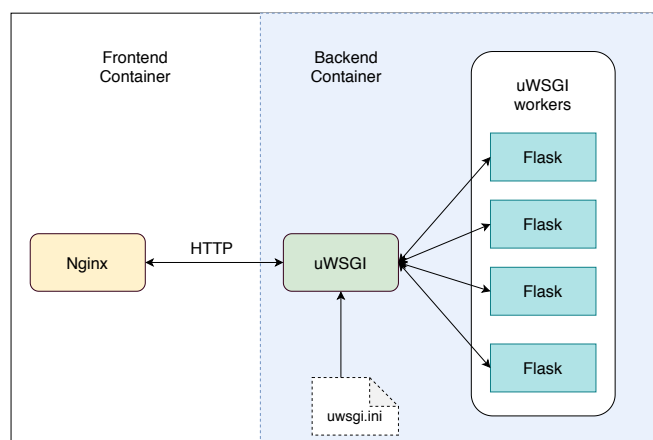 Frontend
Container
Backend
Container
uWSGI
workers
Flask
Flask
HTTP
Nginx
uWSGI
Flask
Flask
uwsgi.ini